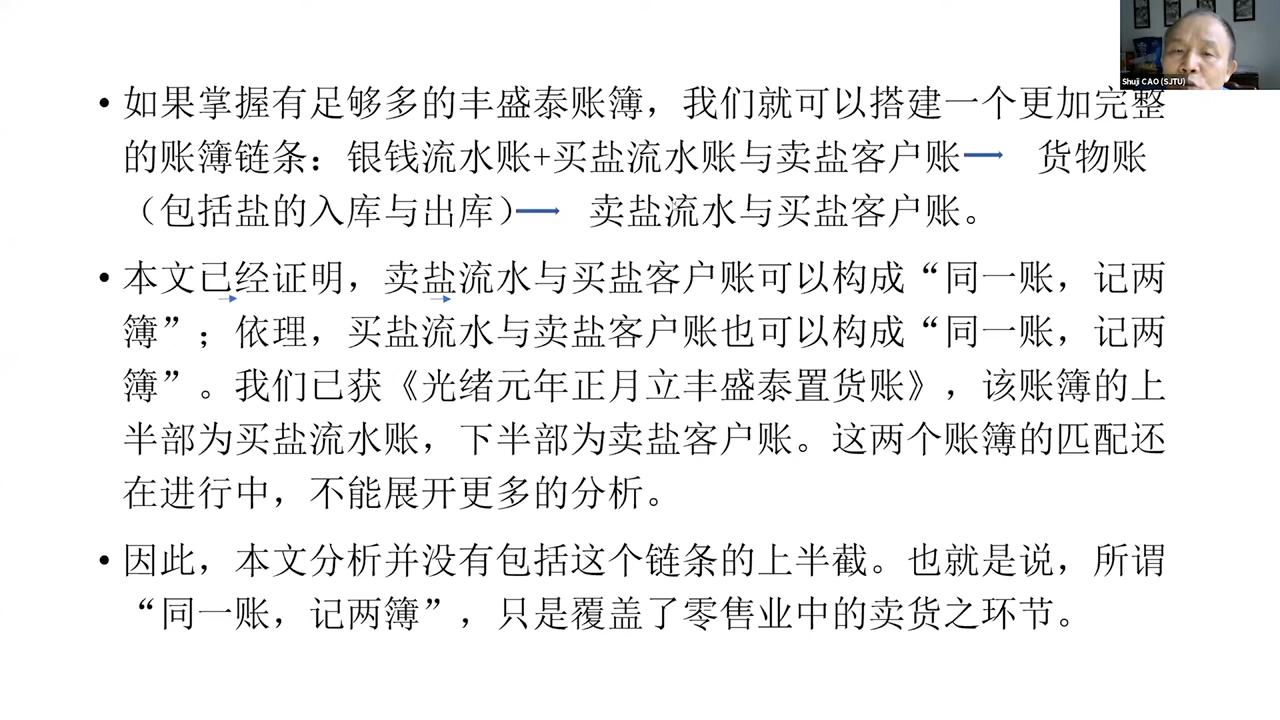 Shuji CAO (SJTU)
• 如果掌握有足够多的丰盛泰账簿，我们就可以搭建一个更加完整
的账簿链条：银钱流水账+买盐流水账与卖盐客户账→ 货物账
（包括盐的入库与出库）→ 卖盐流水与买盐客户账。
• 本文已经证明，卖盐流水与买盐客户账可以构成“同一账，记两
簿”；依理，买盐流水与卖盐客户账也可以构成“同一账，记两
簿”。我们已获《光绪元年正月立丰盛泰置货账》，该账簿的上
半部为买盐流水账，下半部为卖盐客户账。这两个账簿的匹配还
在进行中，不能展开更多的分析。
• 因此，本文分析并没有包括这个链条的上半截。也就是说，所谓
“同一账，记两簿”，只是覆盖了零售业中的卖货之环节。